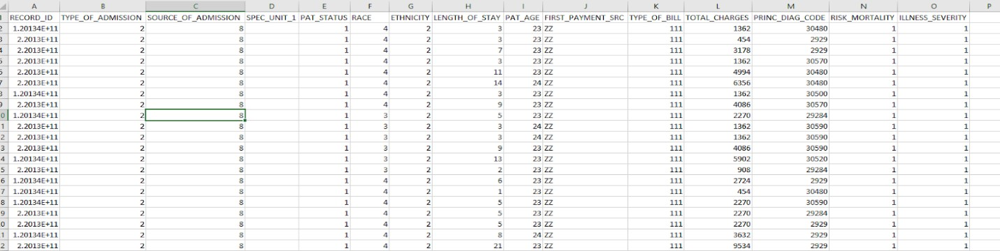 A B C D E F G H I J K L M N O P
RECORD_ID TYPE_OF_ADMISSION SOURCE_OF_ADMISSION SPEC_UNIT_1 PAT_STATUS RACE ETHNICITY LENGTH_OF_STAY PAT_AGE FIRST_PAYMENT_SRC TYPE_OF_BILL TOTAL_CHARGES PRINC_DIAG_CODE RISK_MORTALITY ILLNESS_SEVERITY
2 1.20134E+11 2 8 1 4 2 3 23 ZZ 111 1362 30480 1 1
3 2.2013E+11 2 8 1 4 2 3 23 ZZ 111 454 2929 1 1
4 2.2013E+11 2 8 1 4 2 7 23 ZZ 111 3178 2929 1 1
5 2.2013E+11 2 8 1 4 2 3 23 ZZ 111 1362 30570 1 1
6 2.2013E+11 2 8 1 4 2 11 23 ZZ 111 4994 30480 1 1
7 2.2013E+11 2 8 1 4 2 14 24 ZZ 111 6356 30480 1 1
8 1.20134E+11 2 8 1 4 2 3 23 ZZ 111 1362 30500 1 1
9 2.2013E+11 2 8 1 4 2 9 23 ZZ 111 4086 30570 1 1
0 1.20134E+11 2 8 1 3 2 5 23 ZZ 111 2270 29284 1 1
1 2.2013E+11 2 8 1 3 2 3 24 ZZ 111 1362 30590 1 1
2 2.2013E+11 2 8 1 3 2 3 24 ZZ 111 1362 30590 1 1
3 2.2013E+11 2 8 1 3 2 9 23 ZZ 111 4086 30590 1 1
4 1.20134E+11 2 8 1 3 2 13 23 ZZ 111 5902 30520 1 1
5 2.2013E+11 2 8 1 3 2 2 23 ZZ 111 908 29284 1 1
6 1.20134E+11 2 8 1 4 2 6 23 ZZ 111 2724 2929 1 1
7 1.20134E+11 2 8 1 4 2 1 23 ZZ 111 454 30480 1 1
8 1.20134E+11 2 8 1 4 2 5 23 ZZ 111 2270 30590 1 1
9 2.2013E+11 2 8 1 4 2 5 23 ZZ 111 2270 29284 1 1
0 2.2013E+11 2 8 1 4 2 5 23 ZZ 111 2270 2929 1 1
1 1.20134E+11 2 8 1 4 2 8 24 ZZ 111 3632 2929 1 1
2 2.2013E+11 2 8 1 4 2 21 23 ZZ 111 9534 2929 1 1